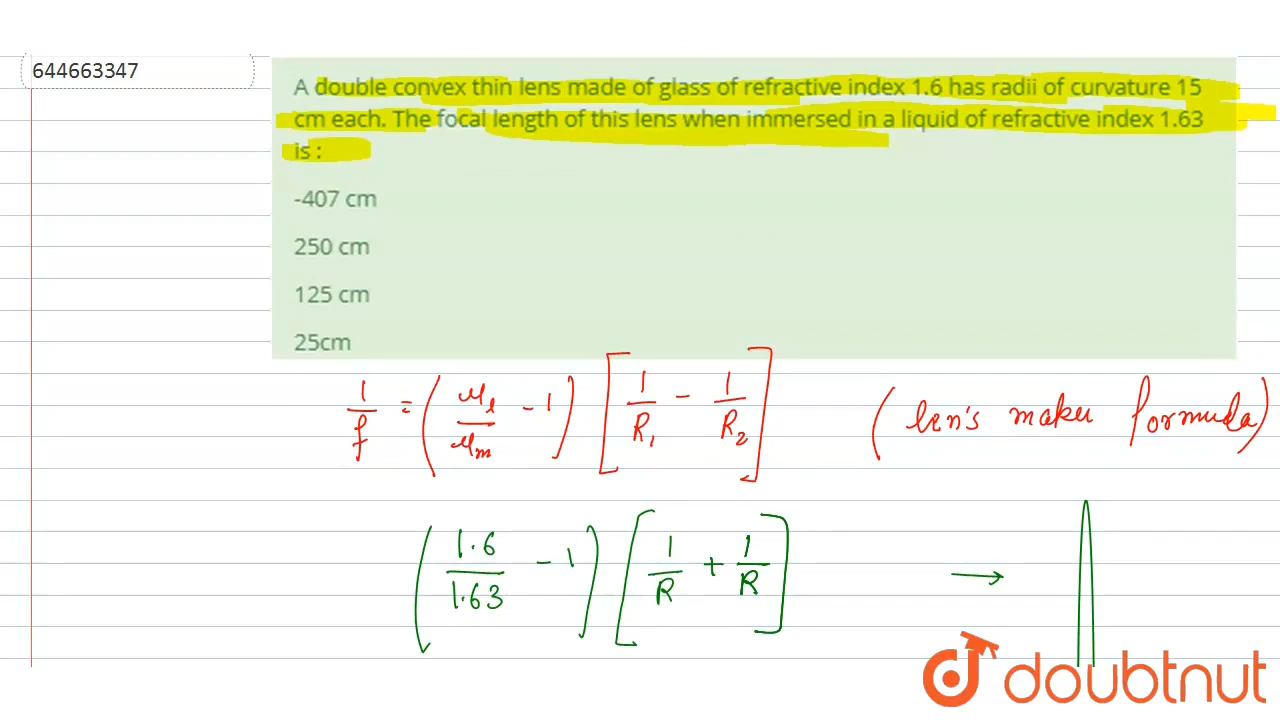 644663347
A double convex thin lens made of glass of refractive index 1.6 has radii of curvature 15
cm each. The focal length of this lens when immersed in a liquid of refractive index 1.63
is :
-407 cm
250 cm
125 cm
25cm
1/f = (μl/μm - 1) [1/R1 - 1/R2] (len's maker formula)
(1.6/1.63 - 1) [1/R + 1/R] →
doubtnut